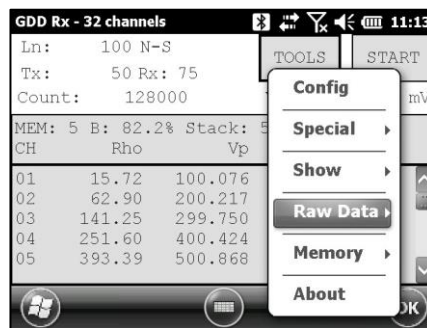 GDD Rx - 32 channels 11:13
Ln: 100 N-S
TOOLS START
Tx: 50 Rx: 75
Count: 128000
MEM: 5 B: 82.2% Stack: 5
CH Rho Vp
01 15.72 100.076
02 62.90 200.217
03 141.25 299.750
04 251.60 400.424
05 393.39 500.868
Config
Special
Show
Raw Data
Memory
About